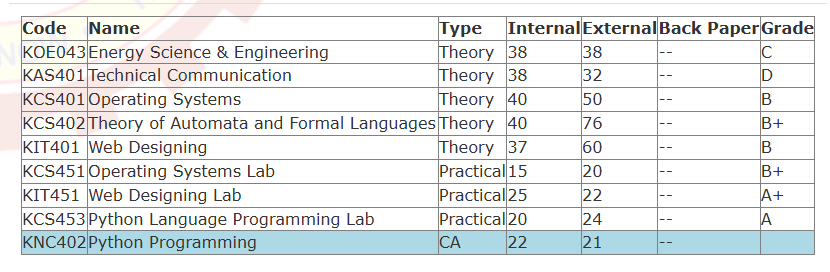 Code Name Type Internal External Back Paper Grade
KOE043 Energy Science & Engineering Theory 38 38 -- C
KAS401 Technical Communication Theory 38 32 -- D
KCS401 Operating Systems Theory 40 50 -- B
KCS402 Theory of Automata and Formal Languages Theory 40 76 -- B+
KIT401 Web Designing Theory 37 60 -- B
KCS451 Operating Systems Lab Practical 15 20 -- B+
KIT451 Web Designing Lab Practical 25 22 -- A+
KCS453 Python Language Programming Lab Practical 20 24 -- A
KNC402 Python Programming CA 22 21 --